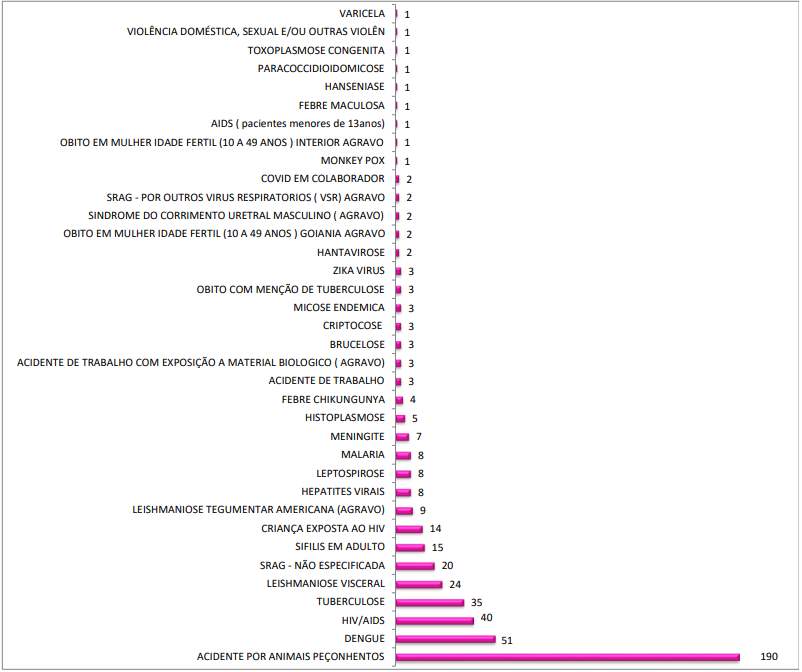 VARICELA 1
VIOLÊNCIA DOMÉSTICA, SEXUAL E/OU OUTRAS VIOLÊN 1
TOXOPLASMOSE CONGENITA 1
PARACOCCIDIOIDOMICOSE 1
HANSENIASE 1
FEBRE MACULOSA 1
AIDS ( pacientes menores de 13anos) 1
OBITO EM MULHER IDADE FERTIL (10 A 49 ANOS ) INTERIOR AGRAVO 1
MONKEY POX 1
COVID EM COLABORADOR 2
SRAG - POR OUTROS VIRUS RESPIRATORIOS ( VSR) AGRAVO 2
SINDROME DO CORRIMENTO URETRAL MASCULINO ( AGRAVO) 2
OBITO EM MULHER IDADE FERTIL (10 A 49 ANOS ) GOIANIA AGRAVO 2
HANTAVIROSE 2
ZIKA VIRUS 3
OBITO COM MENÇÃO DE TUBERCULOSE 3
MICOSE ENDEMICA 3
CRIPTOCOSE 3
BRUCELOSE 3
ACIDENTE DE TRABALHO COM EXPOSIÇÃO A MATERIAL BIOLOGICO ( AGRAVO) 3
ACIDENTE DE TRABALHO 3
FEBRE CHIKUNGUNYA 4
HISTOPLASMOSE 5
MENINGITE 7
MALARIA 8
LEPTOSPIROSE 8
HEPATITES VIRAIS 8
LEISHMANIOSE TEGUMENTAR AMERICANA (AGRAVO) 9
CRIANÇA EXPOSTA AO HIV 14
SIFILIS EM ADULTO 15
SRAG - NÃO ESPECIFICADA 20
LEISHMANIOSE VISCERAL 24
TUBERCULOSE 35
HIV/AIDS 40
DENGUE 51
ACIDENTE POR ANIMAIS PEÇONHENTOS 190